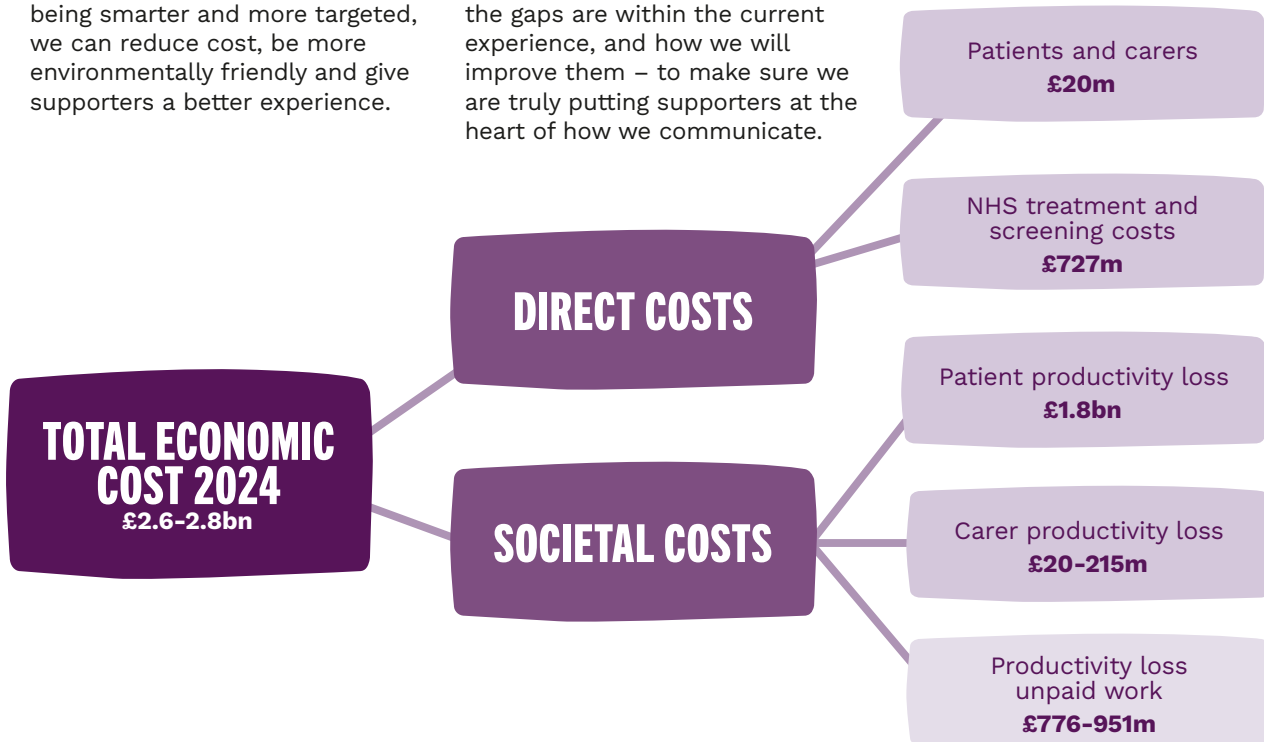 being smarter and more targeted,
we can reduce cost, be more
environmentally friendly and give
supporters a better experience.
the gaps are within the current
experience, and how we will
improve them – to make sure we
are truly putting supporters at the
heart of how we communicate.
TOTAL ECONOMIC
COST 2024
£2.6-2.8bn
DIRECT COSTS
Patients and carers
£20m
NHS treatment and
screening costs
£727m
SOCIETAL COSTS
Patient productivity loss
£1.8bn
Carer productivity loss
£20-215m
Productivity loss
unpaid work
£776-951m